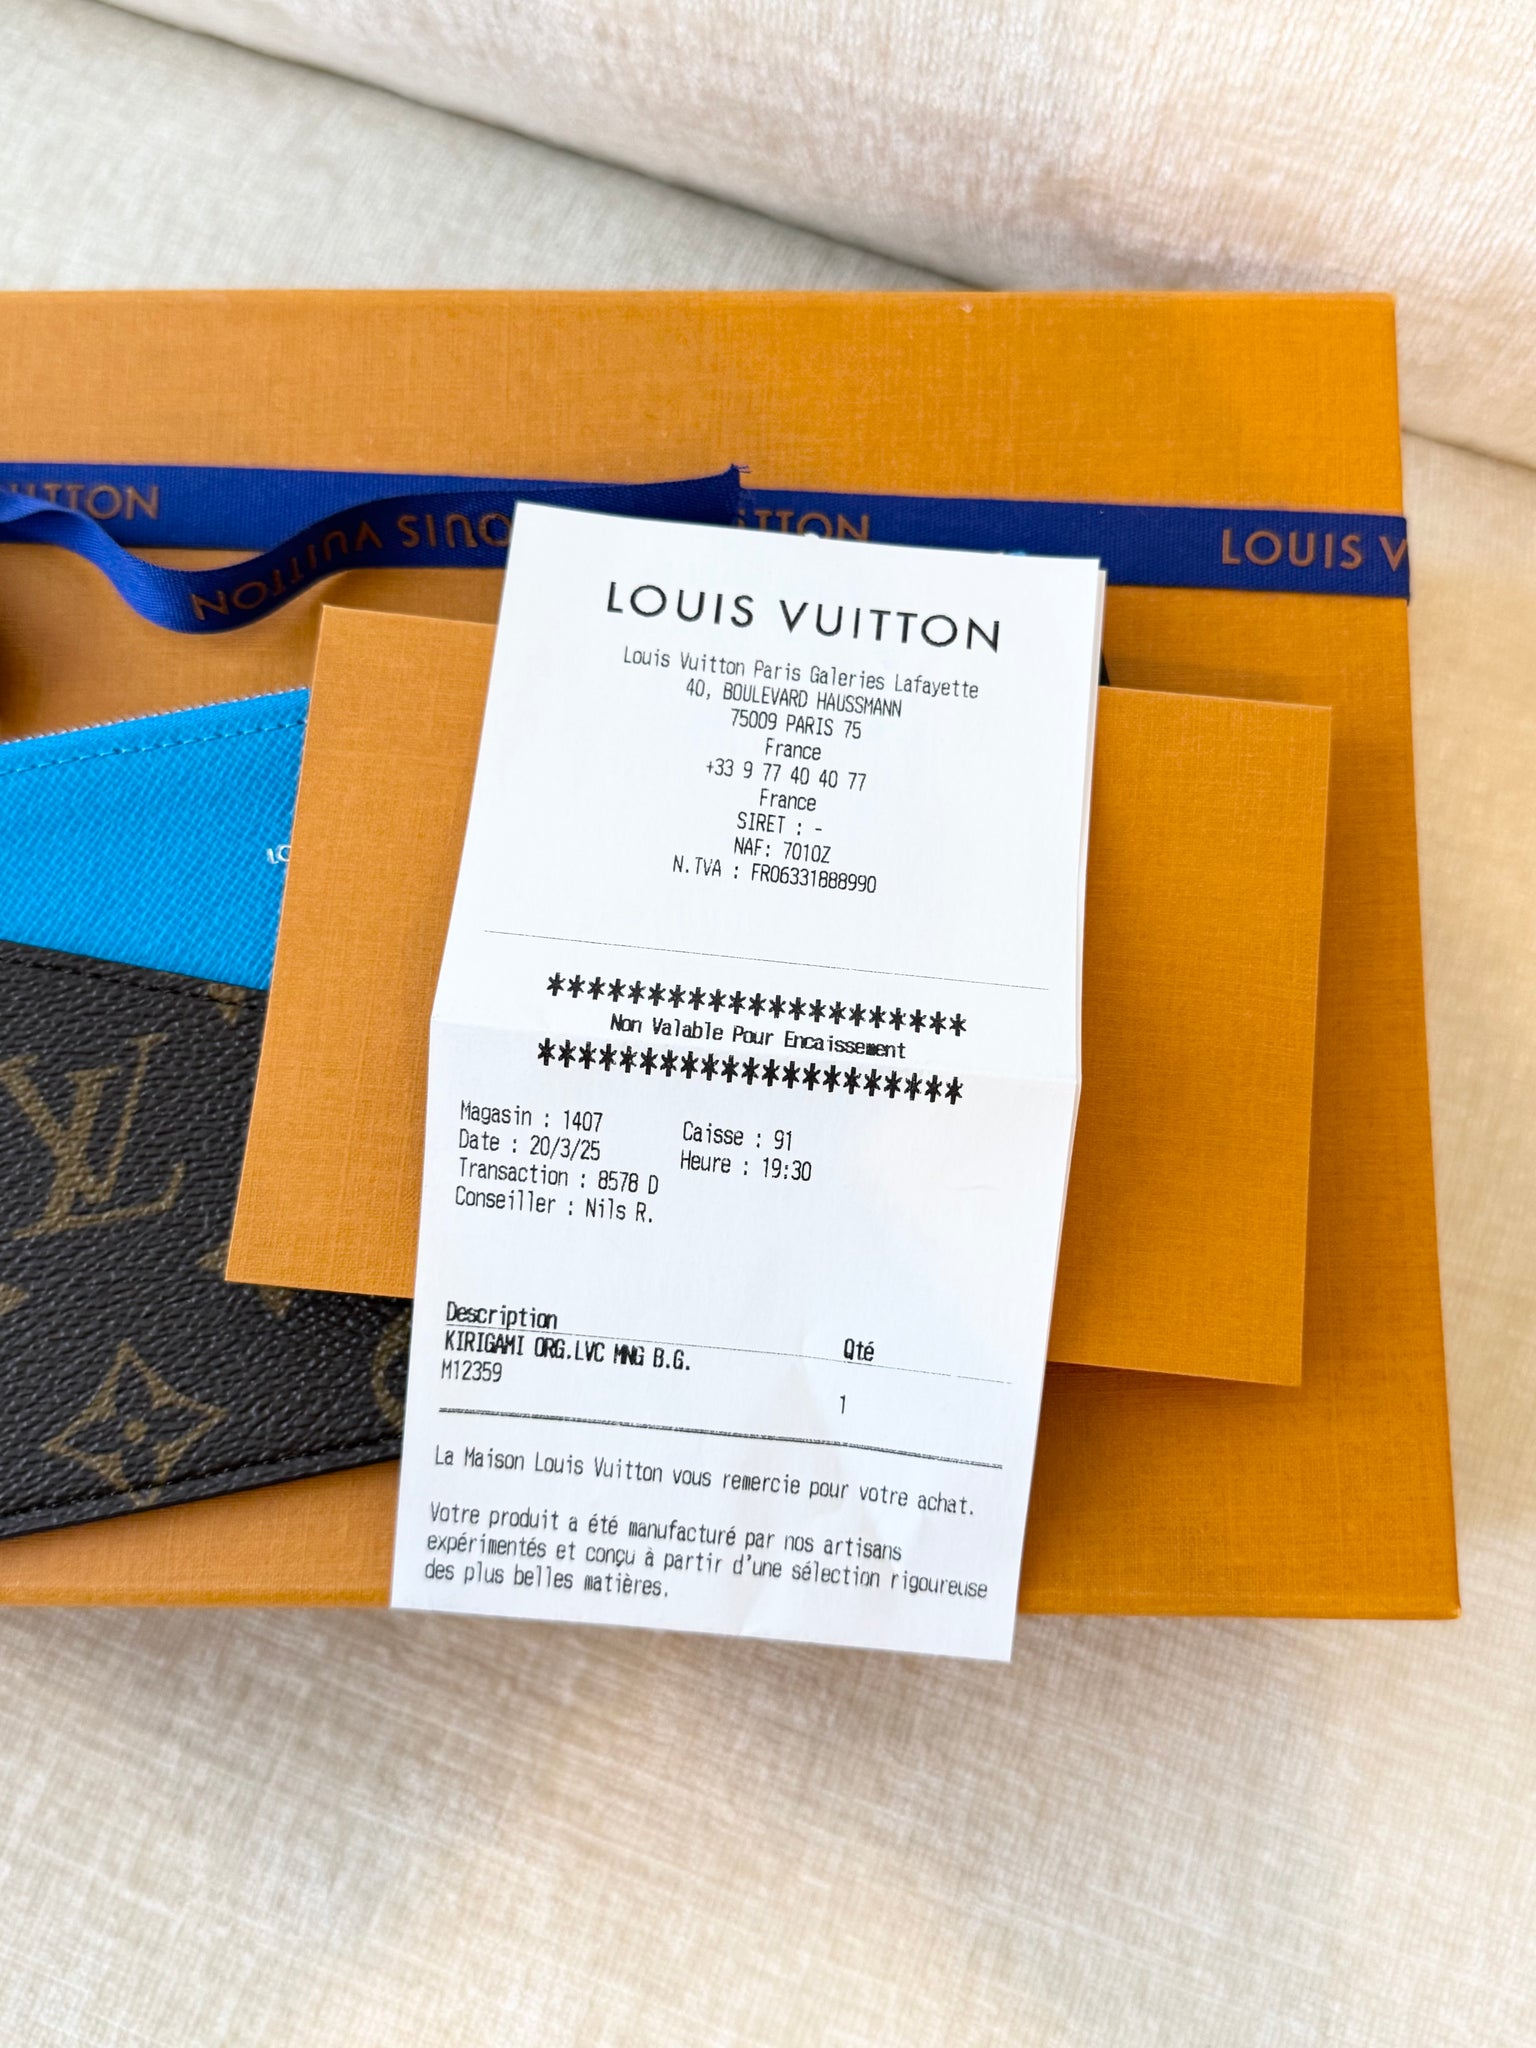 UITTON
LOUIS VUITTON
ITTON
LOUIS V
LO
LV
LOUIS VUITTON
Louis Vuitton Paris Galeries Lafayette
40, BOULEVARD HAUSSMANN
75009 PARIS 75
France
+33 9 77 40 40 77
France
SIRET : -
NAF: 7010Z
N.TVA : FR06331888990
*********************
Non Valable Pour Encaissement
*********************
Magasin : 1407 Caisse : 91
Date : 20/3/25 Heure : 19:30
Transaction : 8578 D
Conseiller : Nils R.
Description Qté
KIRIGAMI ORG.LVC MNG B.G.
M12359 1
La Maison Louis Vuitton vous remercie pour votre achat.
Votre produit a été manufacturé par nos artisans
expérimentés et conçu à partir d'une sélection rigoureuse
des plus belles matières.